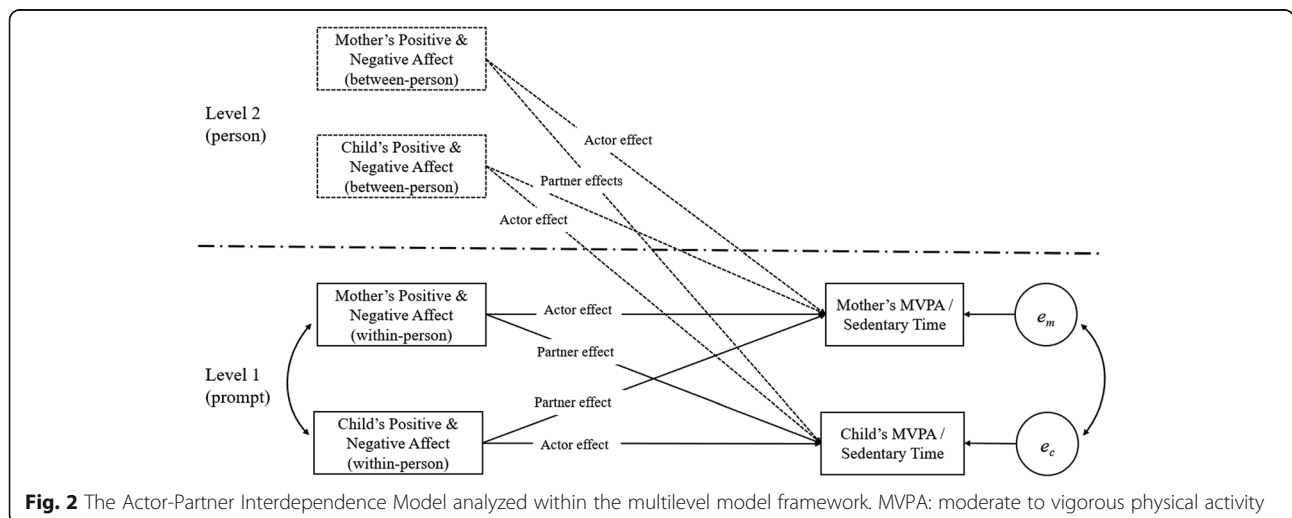 Mother's Positive &
Negative Affect
(between-person)
Level 2
(person)
Actor effect
Child's Positive &
Negative Affect
(between-person)
Partner effects
Actor effect
Mother's Positive &
Negative Affect
(within-person)
Actor effect
Mother's MVPA /
Sedentary Time
e_m
Partner effect
Level 1
(prompt)
Partner effect
Child's Positive &
Negative Affect
(within-person)
Actor effect
Child's MVPA /
Sedentary Time
e_c
Fig. 2 The Actor-Partner Interdependence Model analyzed within the multilevel model framework. MVPA: moderate to vigorous physical activity